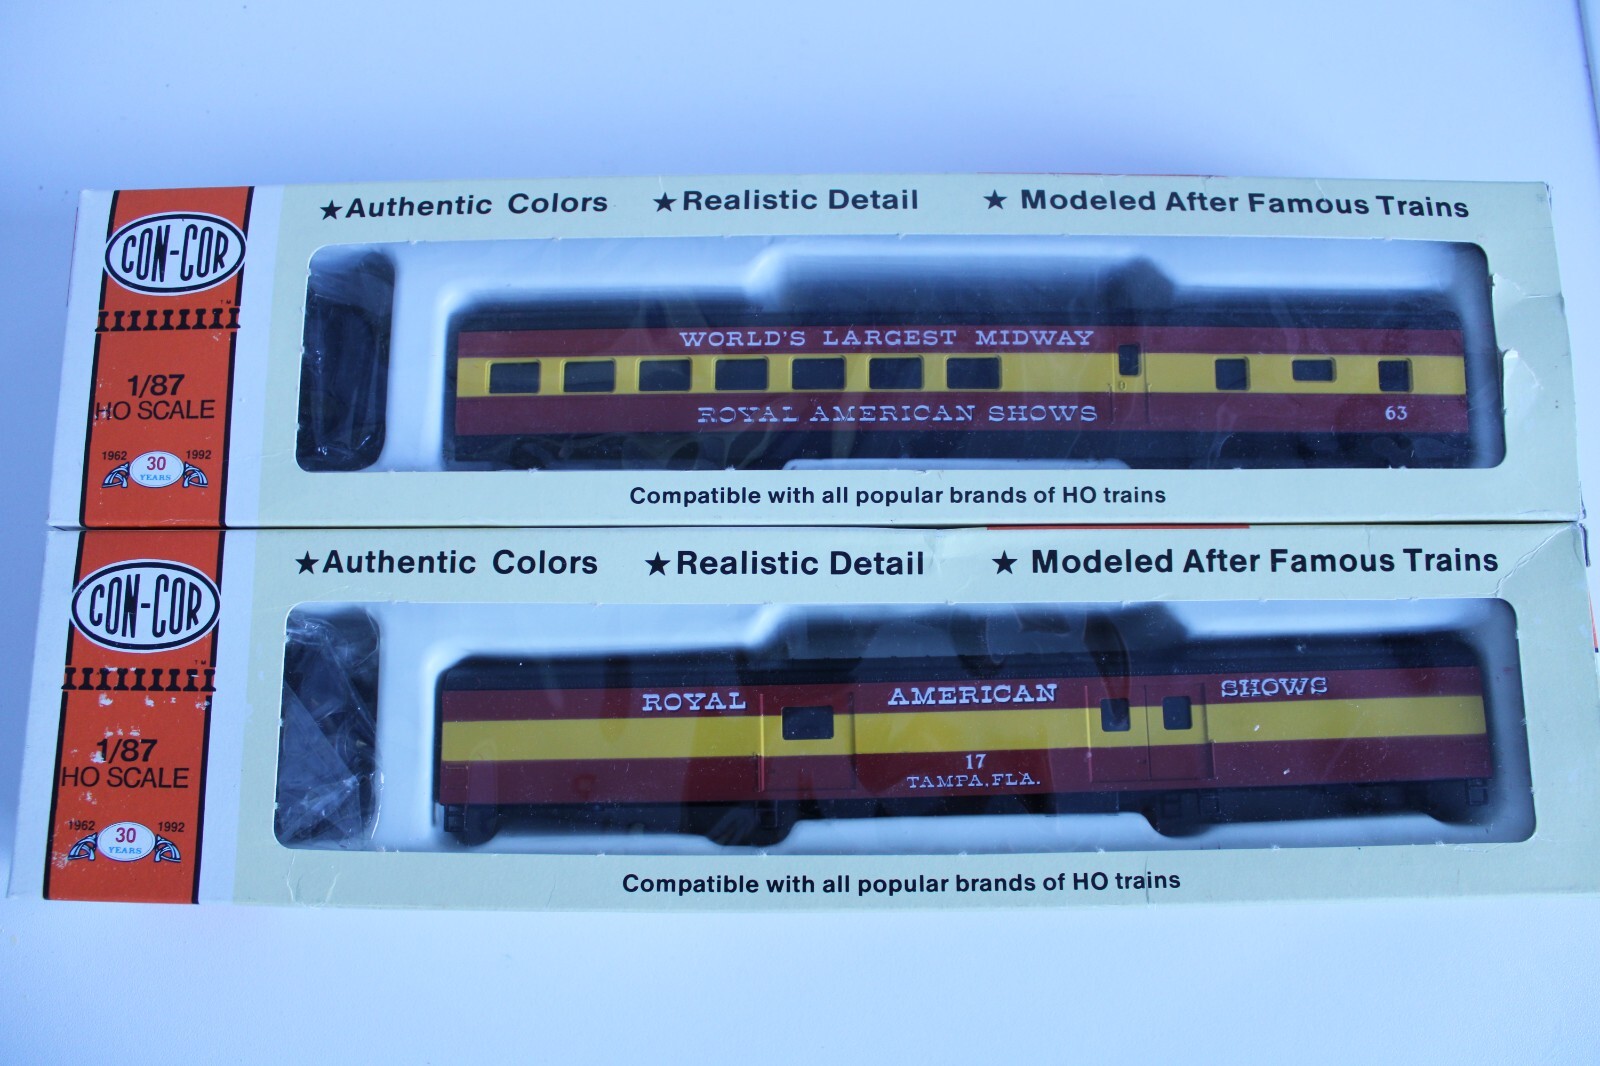 ★Authentic Colors ★Realistic Detail ★ Modeled After Famous Trains
CON-COR
TM
1/87
HO SCALE
1962 30 YEARS 1992
WORLD'S LARGEST MIDWAY
ROYAL AMERICAN SHOWS
63
Compatible with all popular brands of HO trains
★Authentic Colors ★Realistic Detail ★ Modeled After Famous Trains
CON-COR
TM
1/87
HO SCALE
1962 30 YEARS 1992
ROYAL AMERICAN SHOWS
17
TAMPA, FLA.
Compatible with all popular brands of HO trains